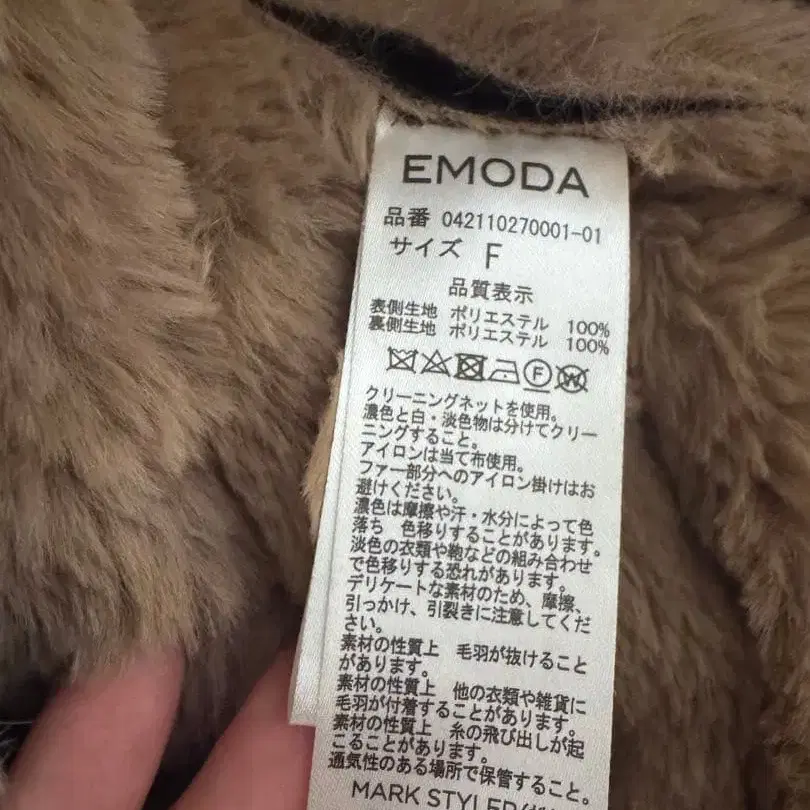 EMODA
品番 042110270001-01
サイズ F
品質表示
表側生地 ポリエステル 100%
裏側生地 ポリエステル 100%
クリーニングネットを使用。
濃色と白・淡色物は分けてクリー
ニングすること。
アイロンは当て布使用。
ファー部分へのアイロン掛けはお
避けください。
濃色は摩擦や汗・水分によって色
落ち 色移りすることがあります。
淡色の衣類や鞄などの組み合わせ
で色移りする恐れがあります。
デリケートな素材のため、摩擦、
引っかけ、引裂きに注意してくだ
さい。
素材の性質上 毛羽が抜けること
があります。
素材の性質上 他の衣類や雑貨に
毛羽が付着することがあります。
素材の性質上 糸の飛び出しが起
こることがあります。
通気性のある場所で保管すること。
MARK STYLER